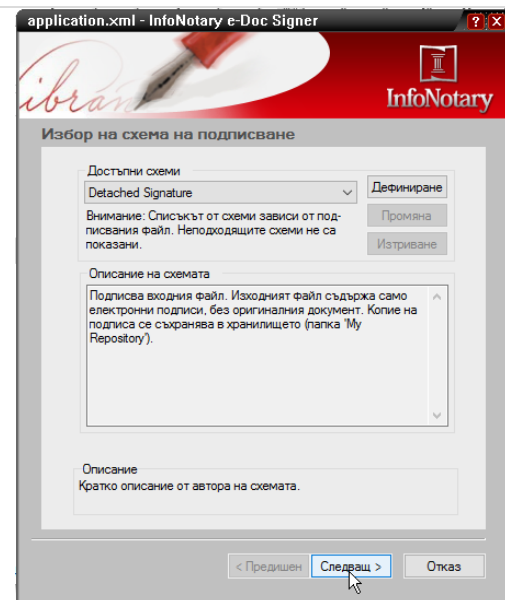 application.xml - InfoNotary e-Doc Signer
? X
ibran
InfoNotary
Избор на схема на подписване
Достъпни схеми
Detached Signature
Дефиниране
Внимание: Списъкът от схеми зависи от под-
писвания файл. Неподходящите схеми не са
показани.
Промяна
Изтриване
Описание на схемата
Подписва входния файл. Изходният файл съдържа само
електронни подписи, без оригиналния документ. Копие на
подписа се съхранява в хранилището (папка 'My
Repository').
Описание
Кратко описание от автора на схемата.
< Предишен
Следващ >
Отказ